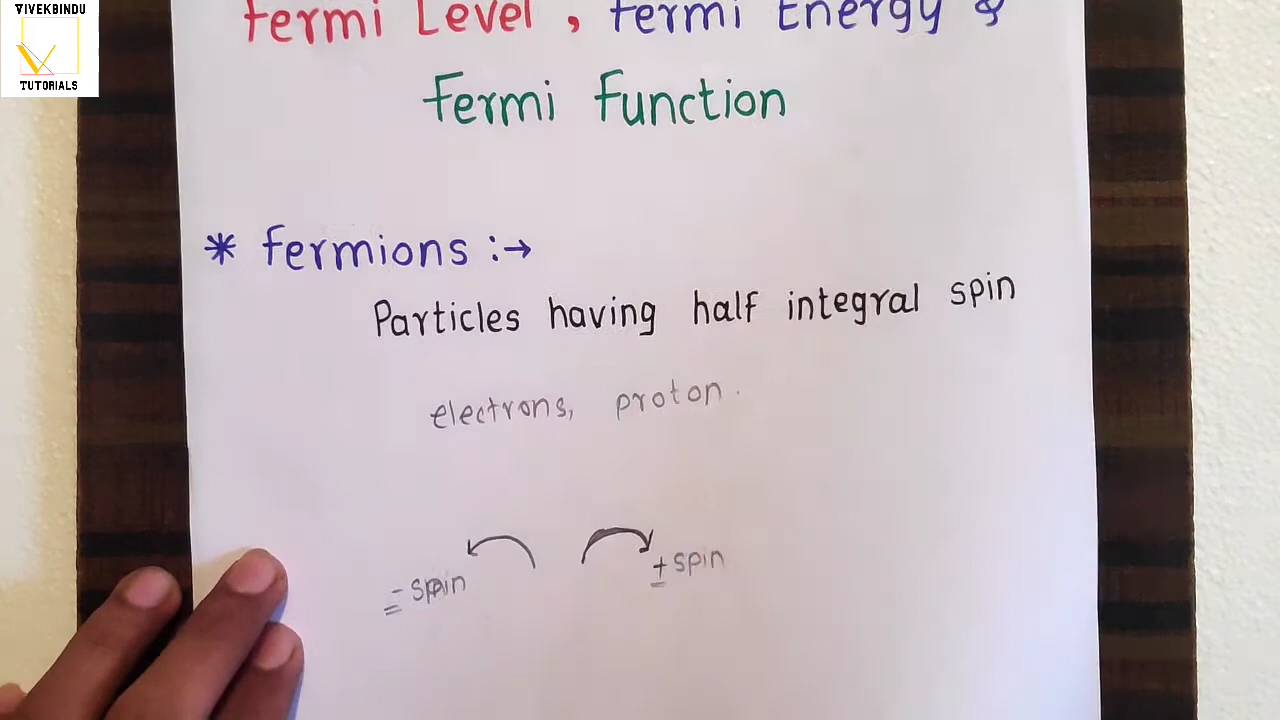 VIVEKBINDU
TUTORIALS
Fermi Level, Fermi Energy &
Fermi Function
* Fermions :→
Particles having half integral spin
electrons, proton.
- spin
+ spin